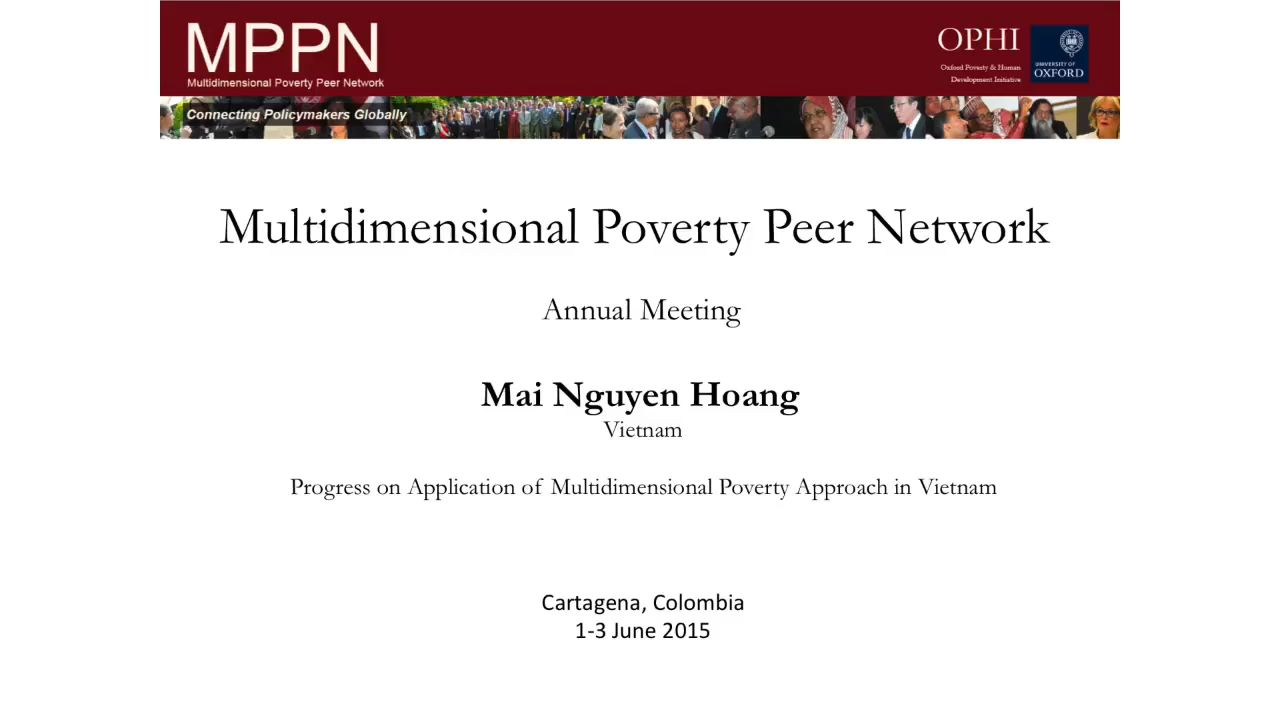 MPPN
Multidimensional Poverty Peer Network
OPHI
Oxford Poverty & Human
Development Initiative
UNIVERSITY OF
OXFORD
Connecting Policymakers Globally
Multidimensional Poverty Peer Network
Annual Meeting
Mai Nguyen Hoang
Vietnam
Progress on Application of Multidimensional Poverty Approach in Vietnam
Cartagena, Colombia
1-3 June 2015